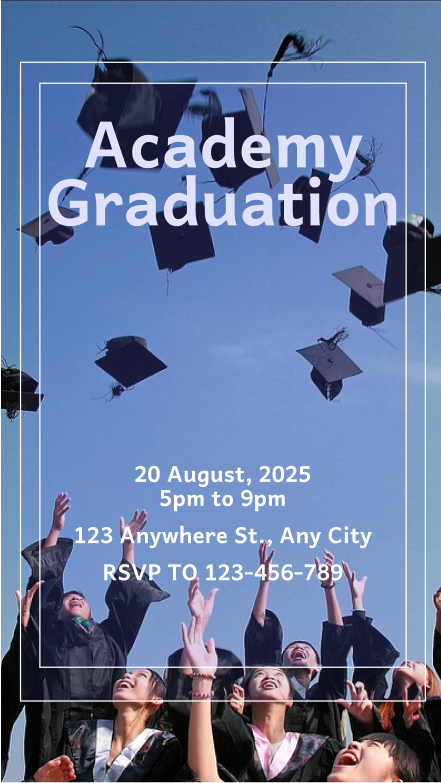 Academy
Graduation
20 August, 2025
5pm to 9pm
123 Anywhere St., Any City
RSVP TO 123-456-789